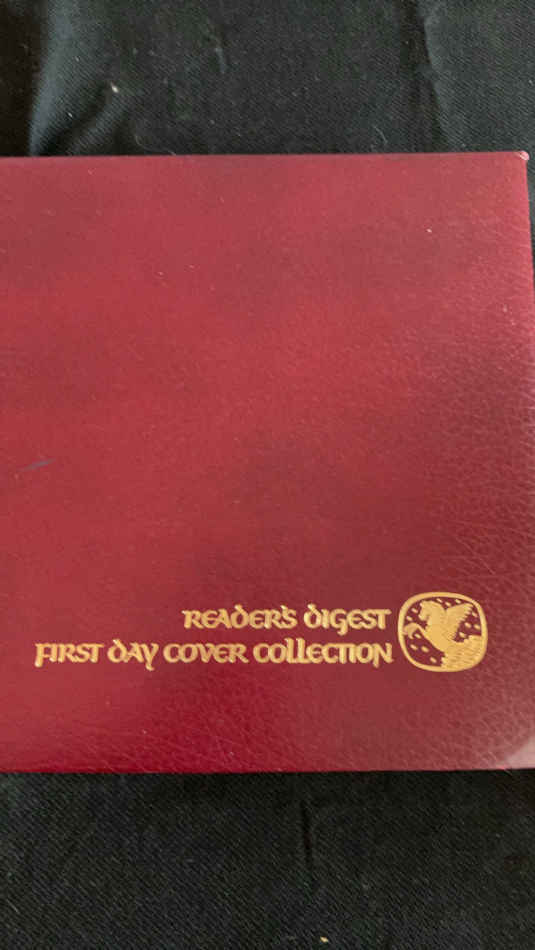 READER'S DIGEST
FIRST DAY COVER COLLECTION